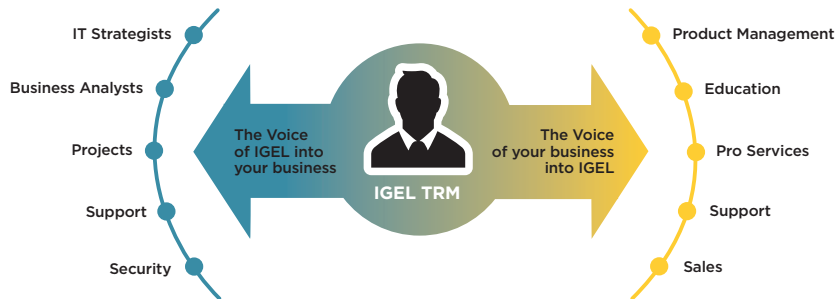 IT Strategists
Business Analysts
Projects
Support
Security
The Voice
of IGEL into
your business
IGEL TRM
The Voice
of your business
into IGEL
Product Management
Education
Pro Services
Support
Sales